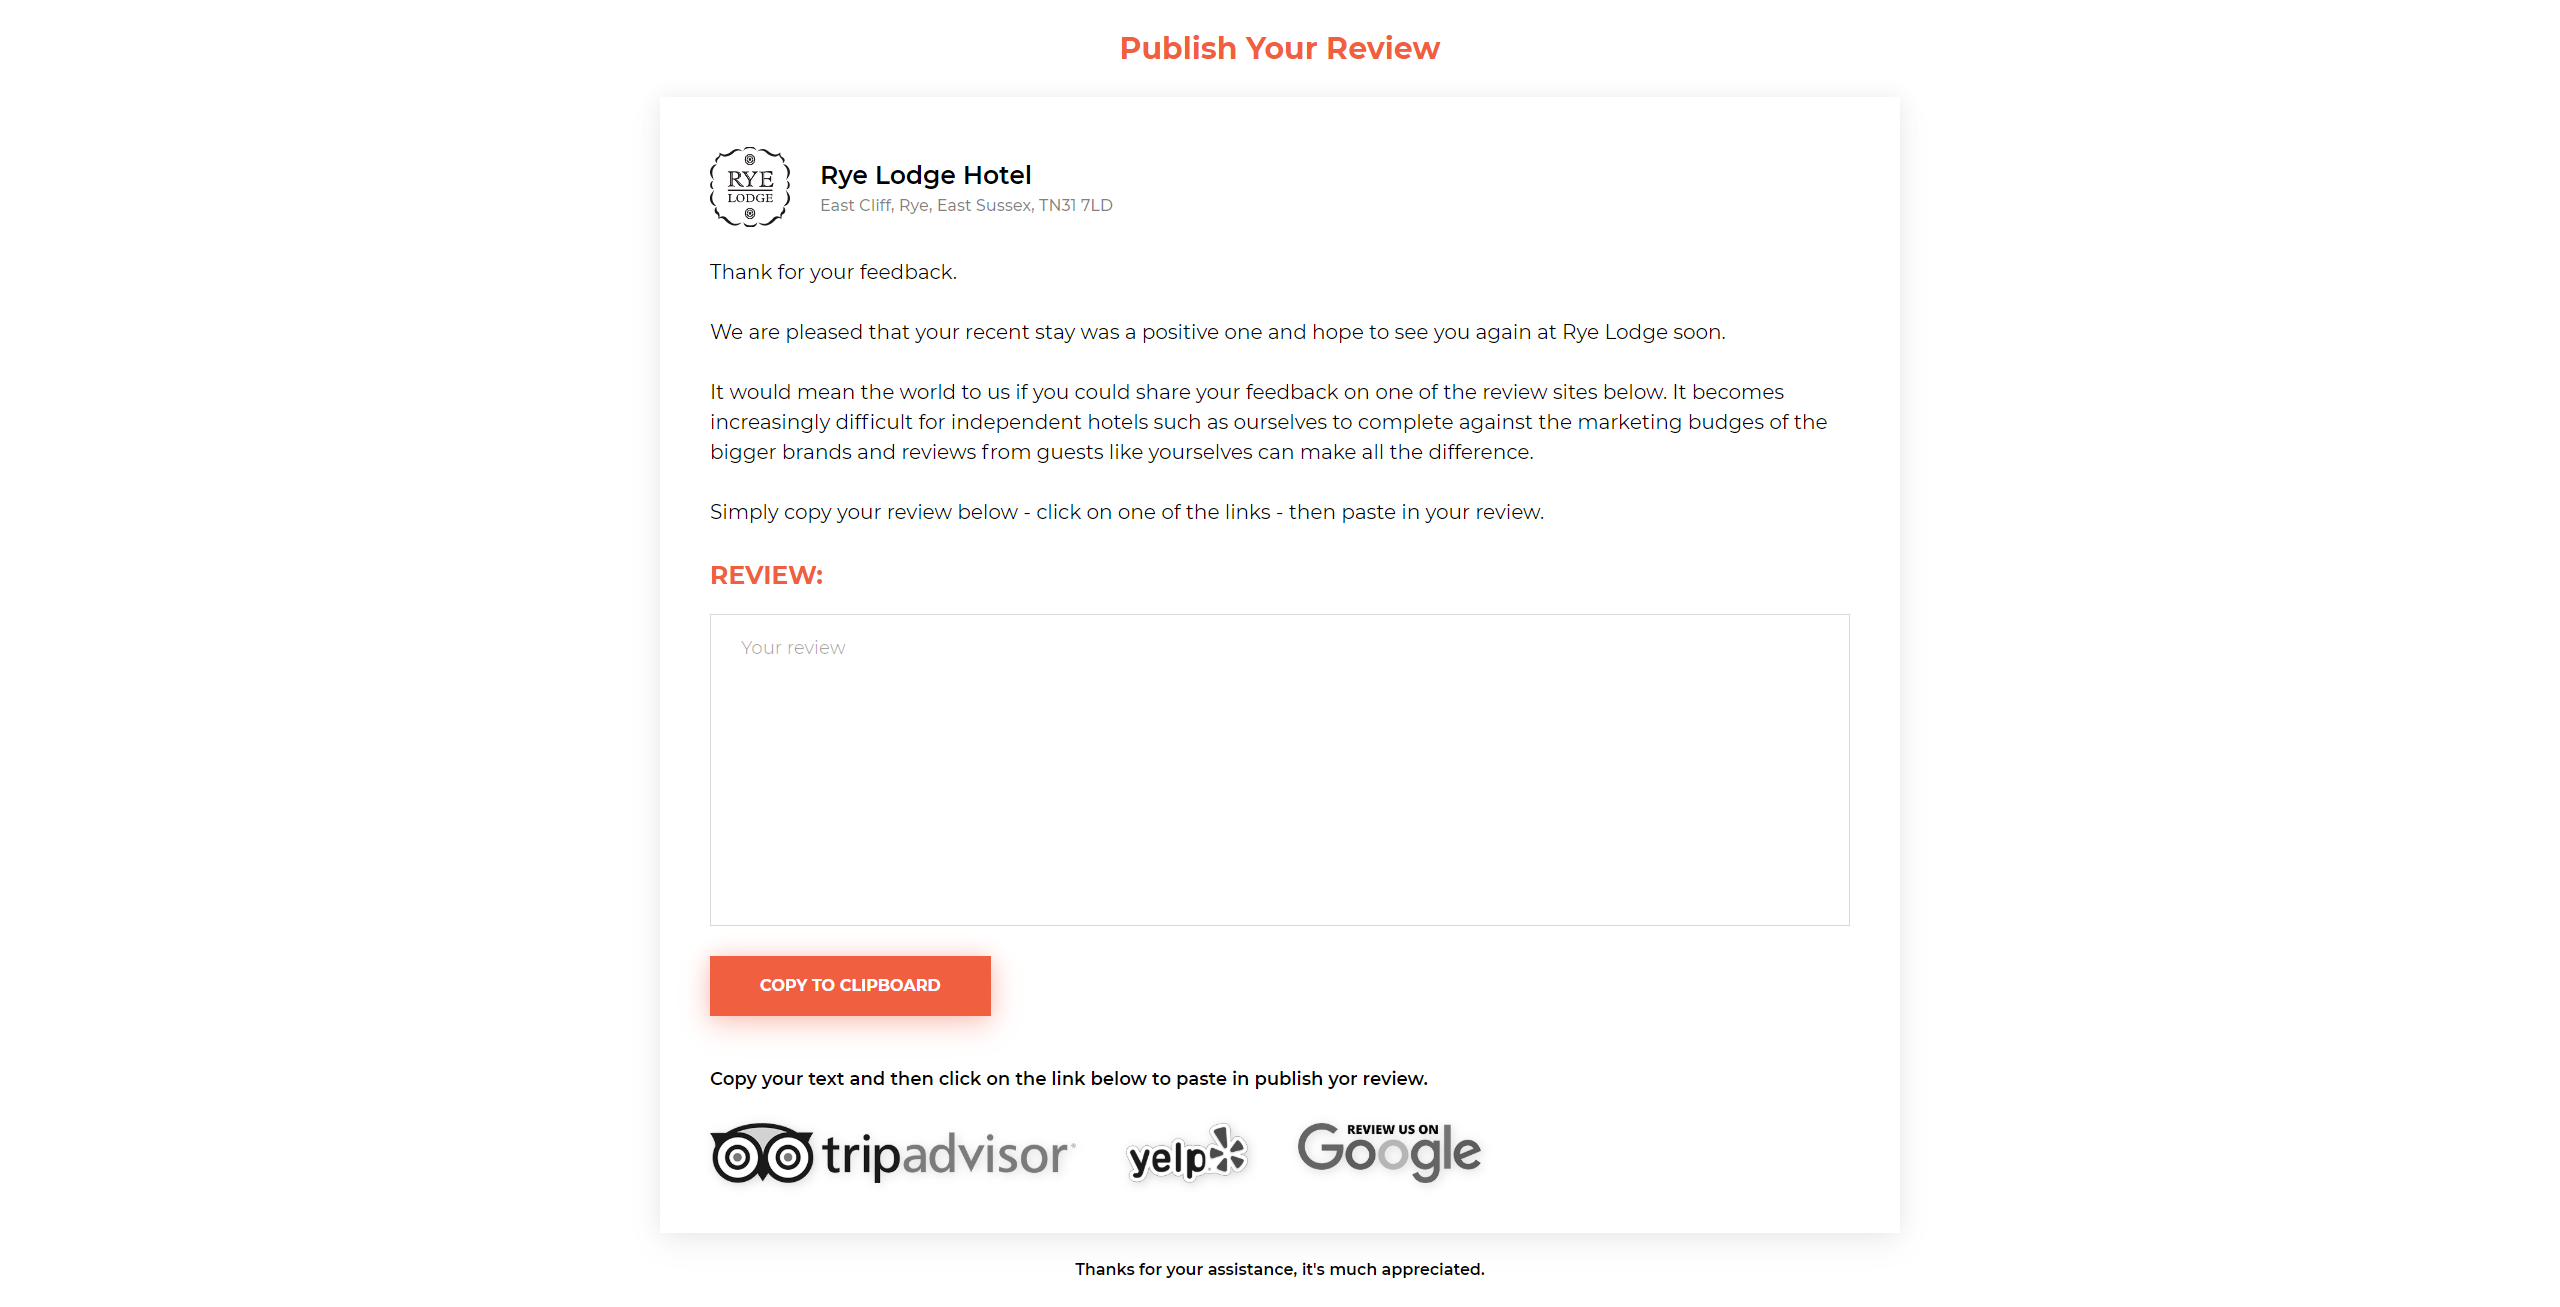 Publish Your Review
RYE
LODGE
Rye Lodge Hotel
East Cliff, Rye, East Sussex, TN31 7LD
Thank for your feedback.
We are pleased that your recent stay was a positive one and hope to see you again at Rye Lodge soon.
It would mean the world to us if you could share your feedback on one of the review sites below. It becomes
increasingly difficult for independent hotels such as ourselves to complete against the marketing budges of the
bigger brands and reviews from guests like yourselves can make all the difference.
Simply copy your review below - click on one of the links - then paste in your review.
REVIEW:
Your review
COPY TO CLIPBOARD
Copy your text and then click on the link below to paste in publish yor review.
tripadvisor
yelp
REVIEW US ON
Google
Thanks for your assistance, it's much appreciated.